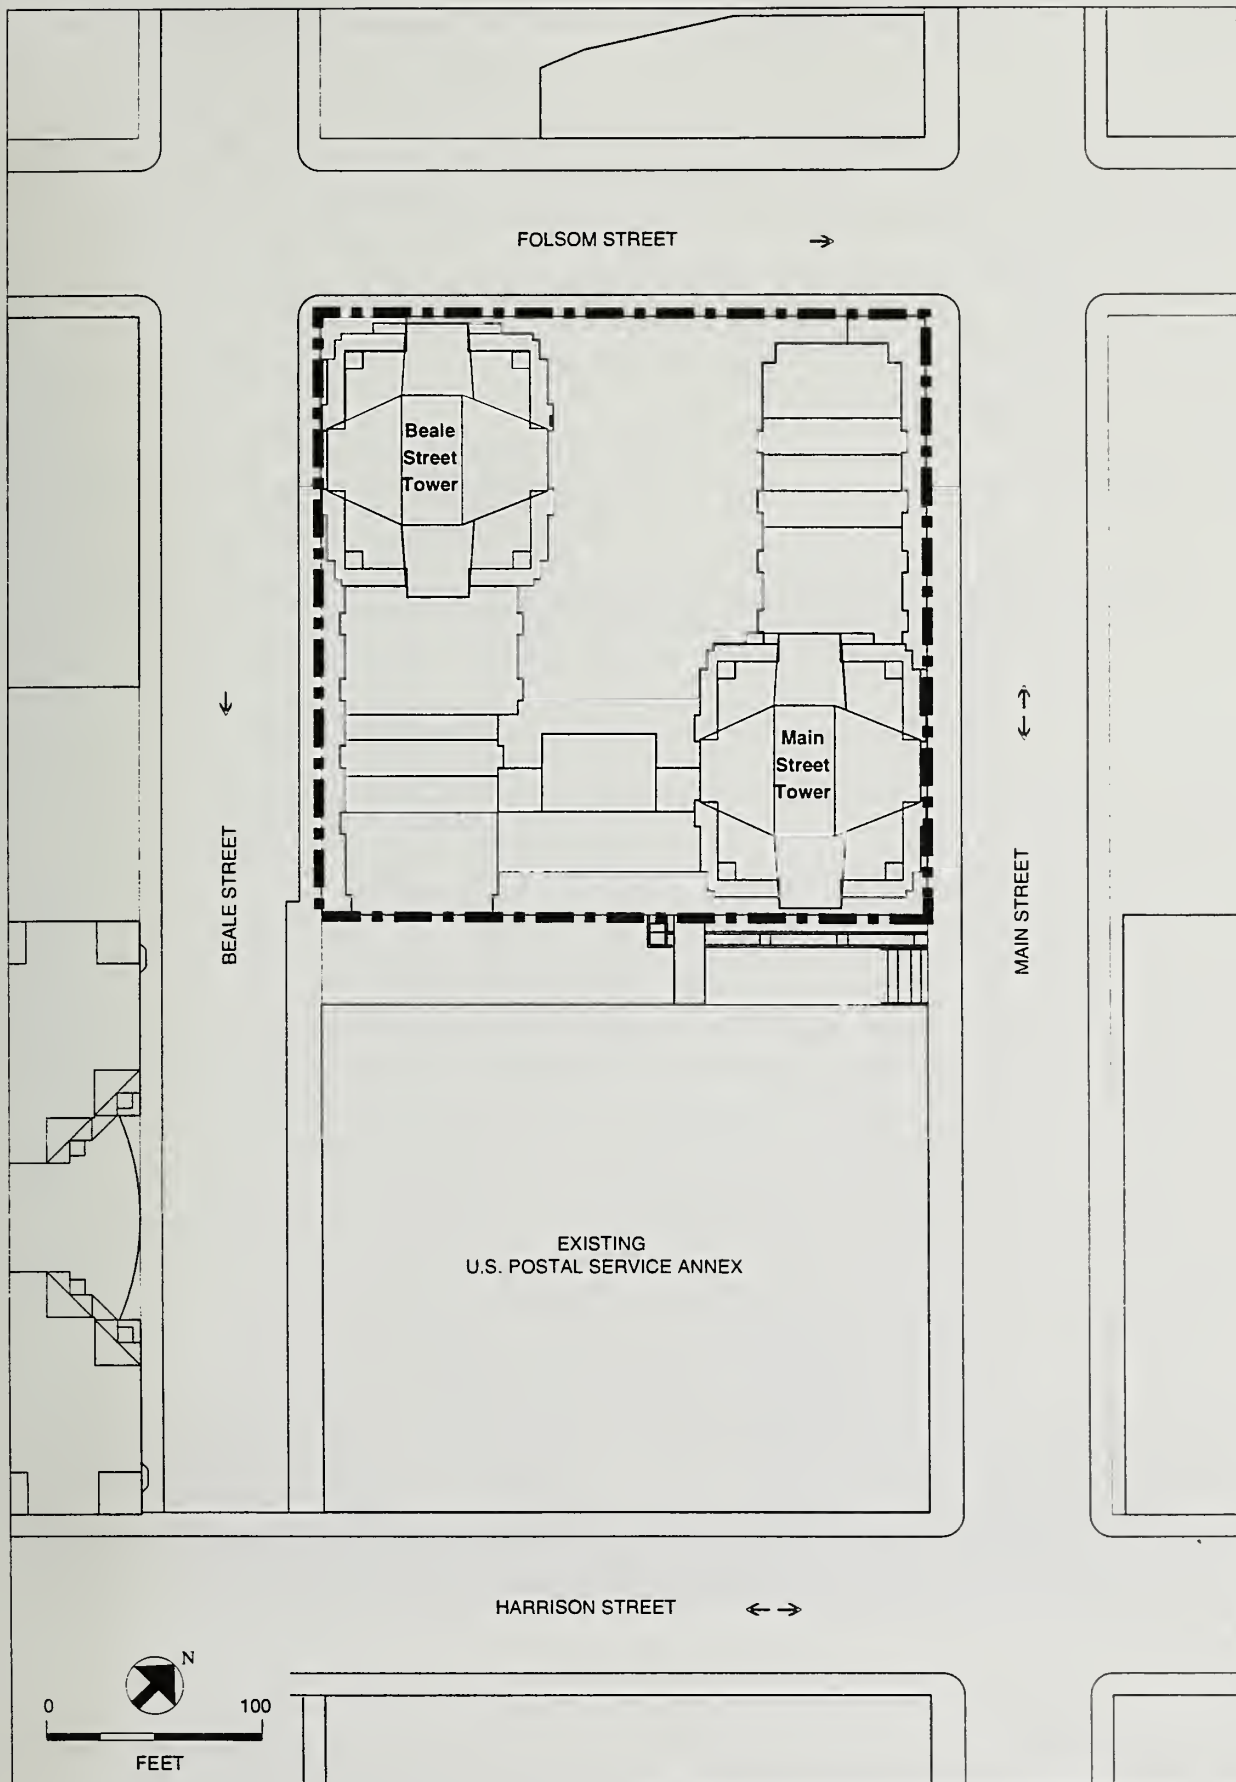 FOLSOM STREET
Beale
Street
Tower
Main
Street
Tower
BEALE STREET
MAIN STREET
EXISTING
U.S. POSTAL SERVICE ANNEX
HARRISON STREET
N
0 100
FEET